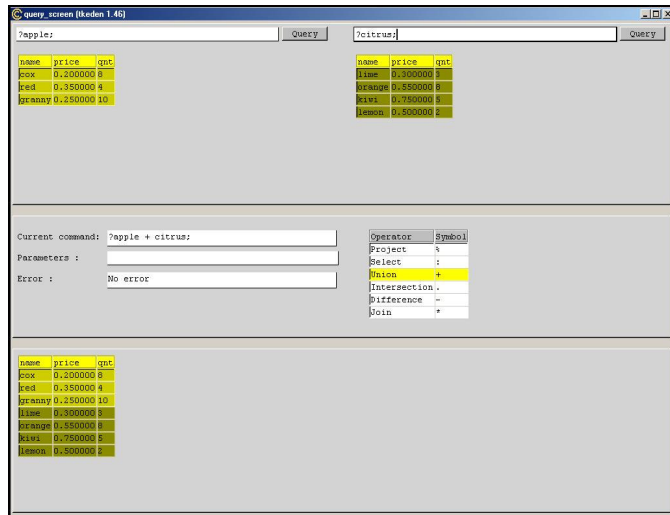 query_screen (tkeden 1.46)
?apple; Query ?citrus; Query
name price qnt
cox 0.200000 8
red 0.350000 4
granny 0.250000 10
name price qnt
lime 0.300000 3
orange 0.550000 8
kiwi 0.750000 5
lemon 0.500000 2
Current command: ?apple + citrus;
Parameters :
Error : No error
Operator Symbol
Project %
Select :
Union +
Intersection .
Difference -
Join *
name price qnt
cox 0.200000 8
red 0.350000 4
granny 0.250000 10
lime 0.300000 3
orange 0.550000 8
kiwi 0.750000 5
lemon 0.500000 2